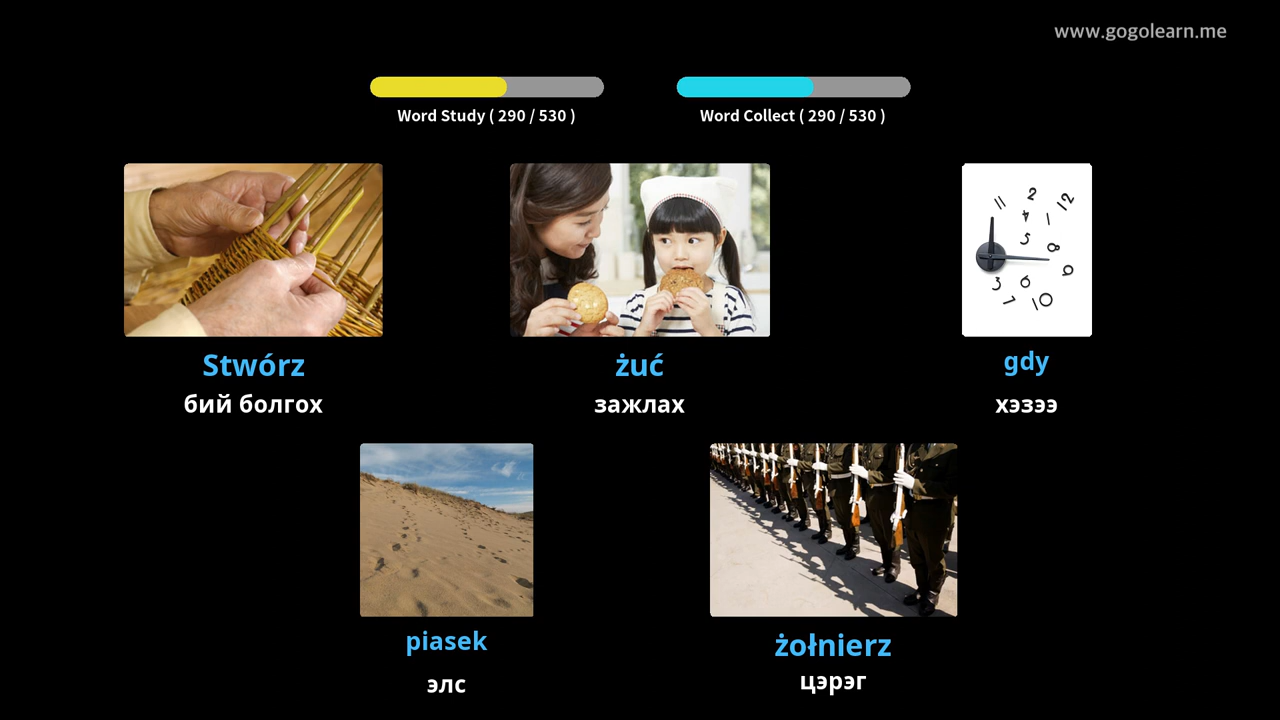 www.gogolearn.me
Word Study ( 290 / 530 )
Word Collect ( 290 / 530 )
Stwórz
бий болгох
żuć
зажлах
gdy
хэзээ
piasek
элс
żołnierz
цэрэг